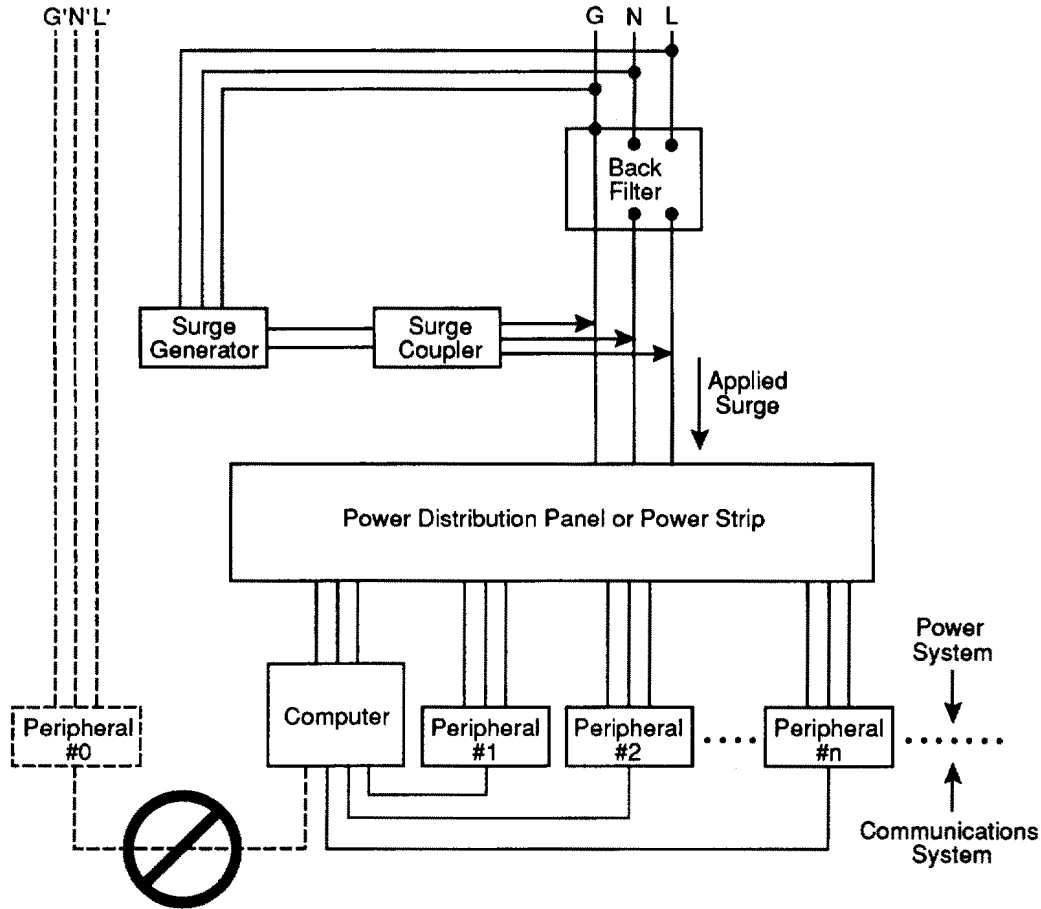 G' N' L'
G N L
Back
Filter
Surge
Generator
Surge
Coupler
Applied
Surge
Power Distribution Panel or Power Strip
Power
System
Computer
Peripheral
#0
Peripheral
#1
Peripheral
#2
Peripheral
#n
Communications
System